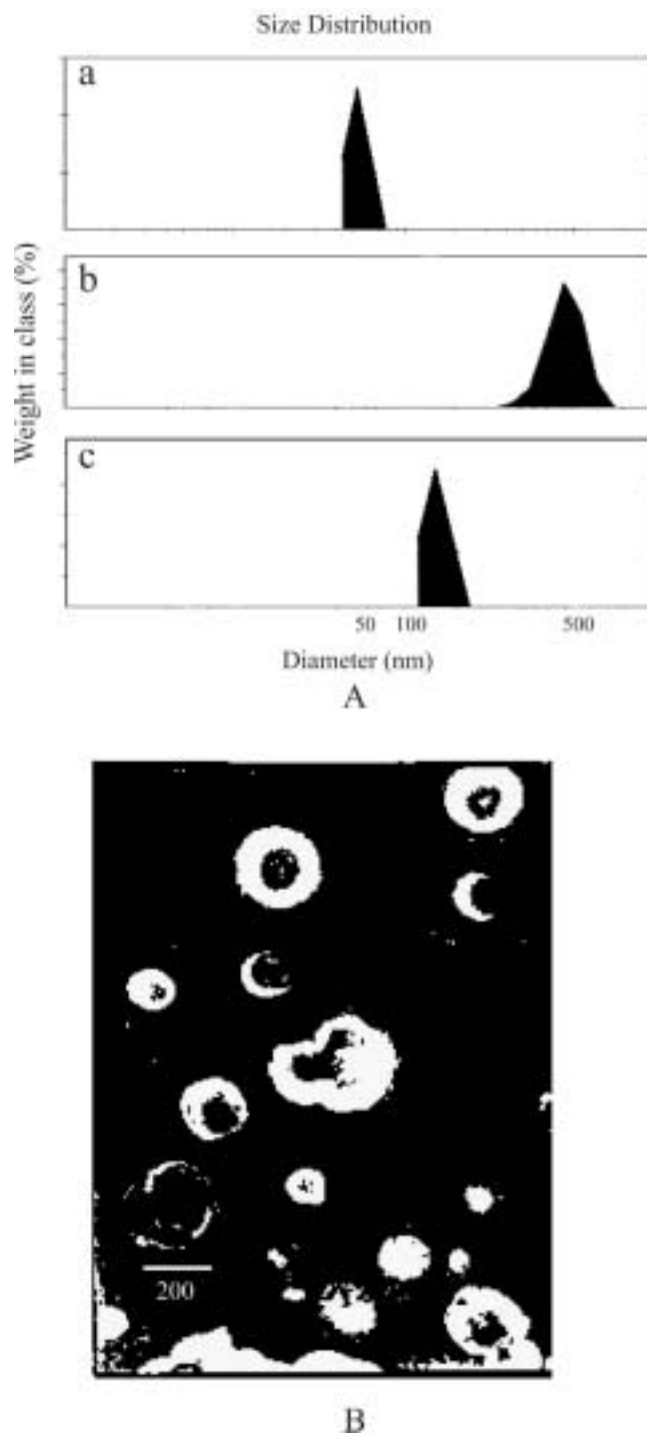 Size Distribution
a
b
c
Weight in class (%)
50 100 500
Diameter (nm)
A
200
B